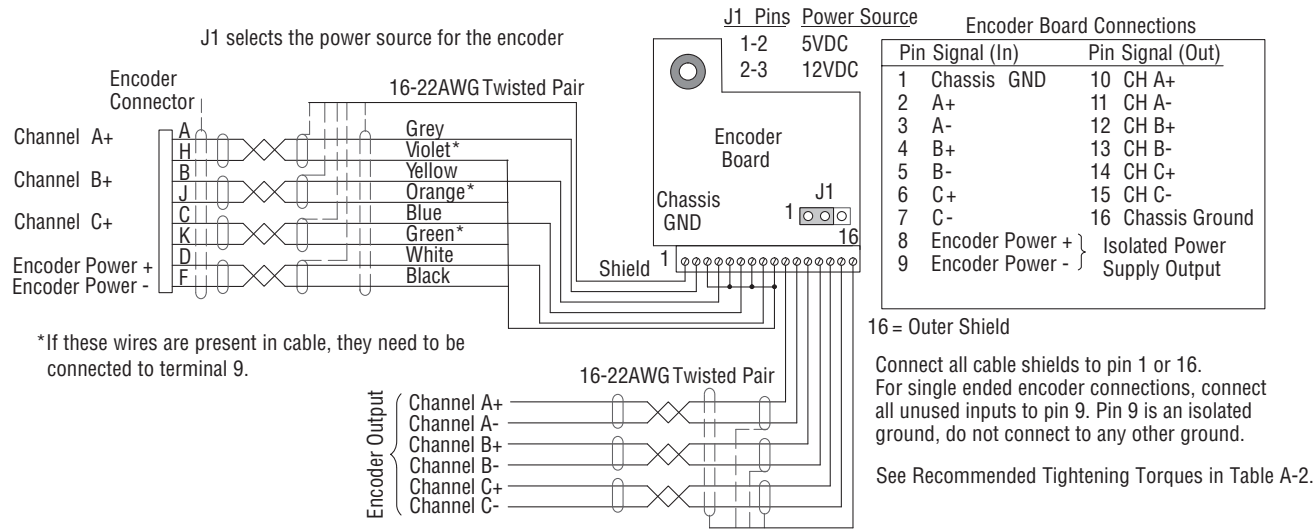 J1 selects the power source for the encoder
J1 Pins Power Source
1-2 5VDC
2-3 12VDC
Encoder Connector
16-22AWG Twisted Pair
Channel A+
Channel B+
Channel C+
Encoder Power +
Encoder Power -
A
H
B
J
C
K
D
F
Grey
Violet*
Yellow
Orange*
Blue
Green*
White
Black
Shield
Encoder
Board
Chassis
GND
J1
1
16
1
*If these wires are present in cable, they need to be
connected to terminal 9.
Encoder Board Connections
Pin Signal (In) Pin Signal (Out)
1 Chassis GND 10 CH A+
2 A+ 11 CH A-
3 A- 12 CH B+
4 B+ 13 CH B-
5 B- 14 CH C+
6 C+ 15 CH C-
7 C- 16 Chassis Ground
8 Encoder Power + Isolated Power
9 Encoder Power - Supply Output
16 = Outer Shield
Connect all cable shields to pin 1 or 16.
For single ended encoder connections, connect
all unused inputs to pin 9. Pin 9 is an isolated
ground, do not connect to any other ground.
See Recommended Tightening Torques in Table A-2.
16-22AWG Twisted Pair
Encoder Output
Channel A+
Channel A-
Channel B+
Channel B-
Channel C+
Channel C-